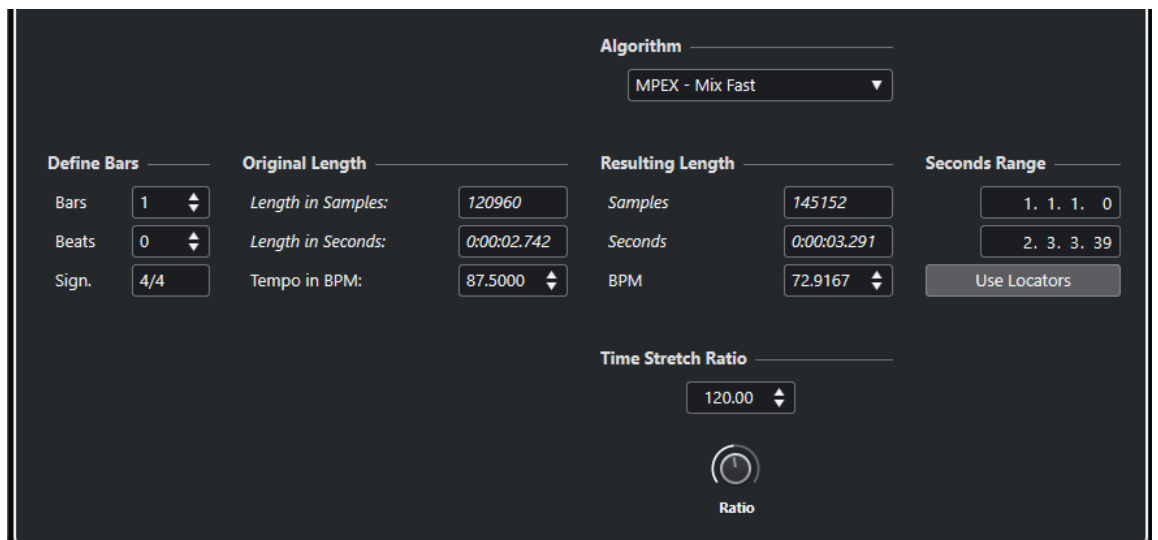 Algorithm
MPEX - Mix Fast
Define Bars
Original Length
Resulting Length
Seconds Range
Bars 1
Length in Samples: 120960
Samples 145152
1. 1. 1. 0
Beats 0
Length in Seconds: 0:00:02.742
Seconds 0:00:03.291
2. 3. 3. 39
Sign. 4/4
Tempo in BPM: 87.5000
BPM 72.9167
Use Locators
Time Stretch Ratio
120.00
Ratio